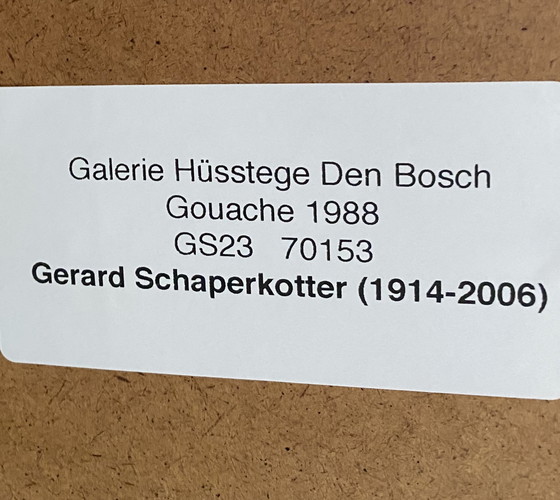 Galerie Hüsstege Den Bosch
Gouache 1988
GS23 70153
Gerard Schaperkotter (1914-2006)